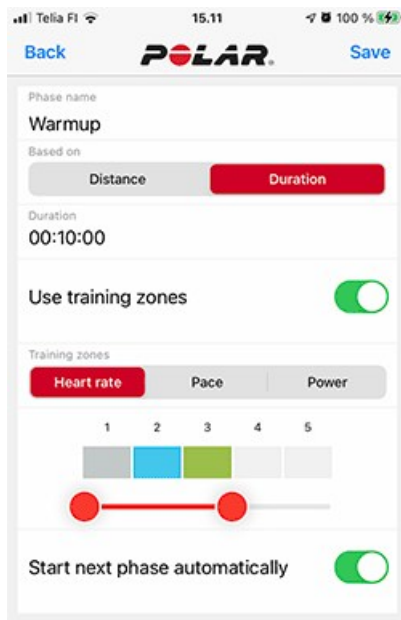 Telia FI 15.11 100 %
Back POLAR. Save
Phase name
Warmup
Based on
Distance Duration
Duration
00:10:00
Use training zones
Training zones
Heart rate Pace Power
1 2 3 4 5
Start next phase automatically